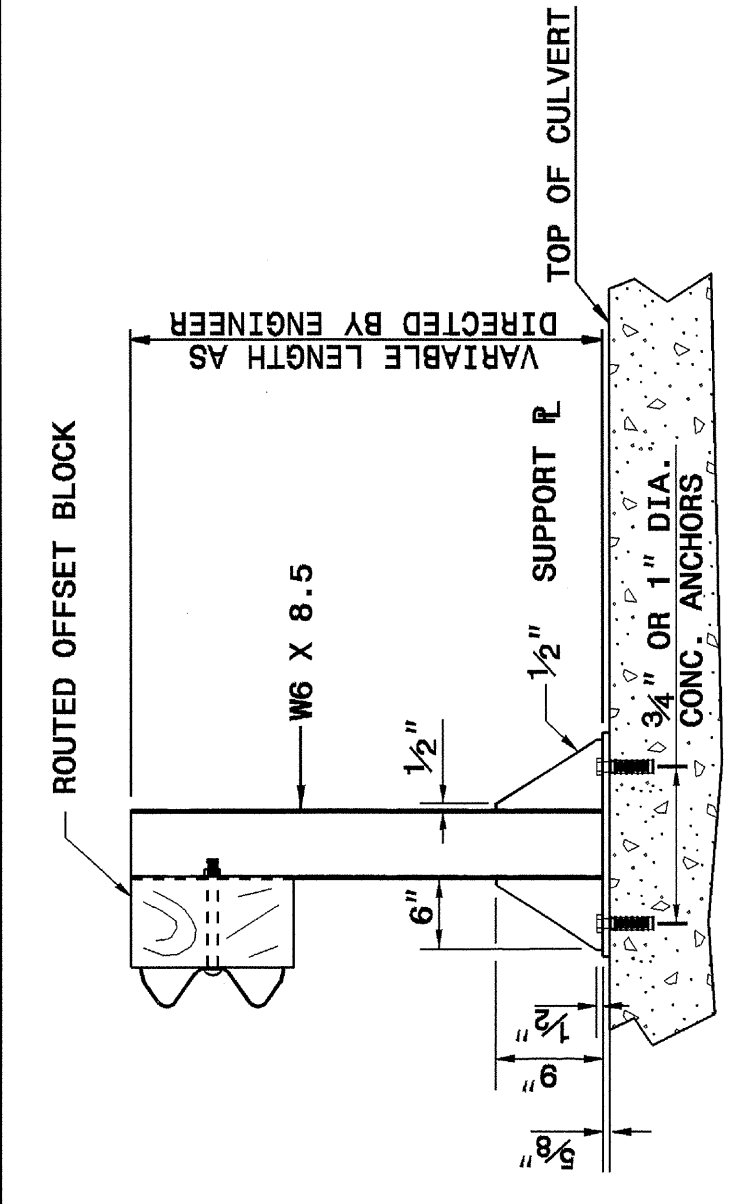 ROUTED OFFSET BLOCK
VARIABLE LENGTH AS
DIRECTED BY ENGINEER
W6 X 8.5
TOP OF CULVERT
1/2"
1/2" SUPPORT ℙL
6"
3/4" OR 1" DIA.
CONC. ANCHORS
1/2"
9"
5/8"